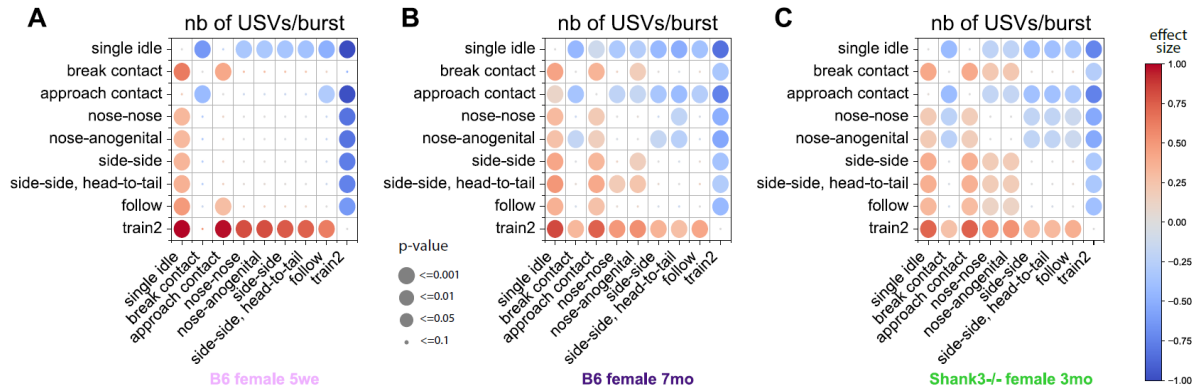 A
nb of USVs/burst
single idle
break contact
approach contact
nose-nose
nose-anogenital
side-side
side-side, head-to-tail
follow
train2
single idle
break contact
approach contact
nose-nose
nose-anogenital
side-side
side-side, head-to-tail
follow
train2
B6 female 5we
p-value
<=0.001
<=0.01
<=0.05
<=0.1
B
nb of USVs/burst
single idle
break contact
approach contact
nose-nose
nose-anogenital
side-side
side-side, head-to-tail
follow
train2
single idle
break contact
approach contact
nose-nose
nose-anogenital
side-side
side-side, head-to-tail
follow
train2
B6 female 7mo
C
nb of USVs/burst
single idle
break contact
approach contact
nose-nose
nose-anogenital
side-side
side-side, head-to-tail
follow
train2
single idle
break contact
approach contact
nose-nose
nose-anogenital
side-side
side-side, head-to-tail
follow
train2
Shank3-/- female 3mo
effect
size
1.00
0.75
0.50
0.25
0.00
−0.25
−0.50
−0.75
−1.00